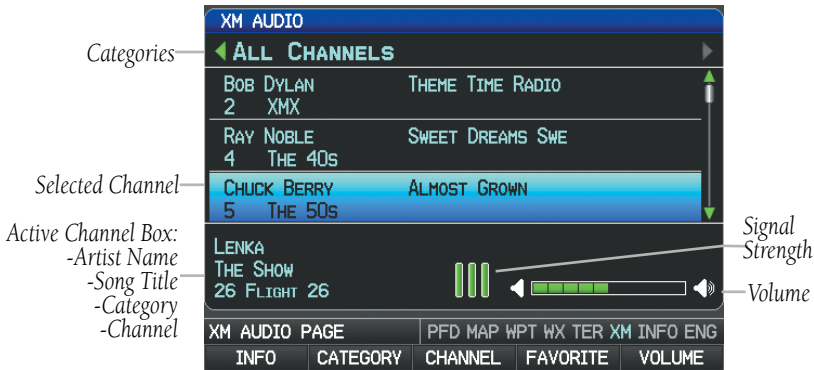 XM AUDIO
Categories
ALL CHANNELS
BOB DYLAN THEME TIME RADIO
2 XMX
RAY NOBLE SWEET DREAMS SWE
4 THE 40S
Selected Channel
CHUCK BERRY ALMOST GROWN
5 THE 50S
Active Channel Box:
-Artist Name
-Song Title
-Category
-Channel
LENKA
THE SHOW
26 FLIGHT 26
Signal
Strength
Volume
XM AUDIO PAGE PFD MAP WPT WX TER XM INFO ENG
INFO CATEGORY CHANNEL FAVORITE VOLUME